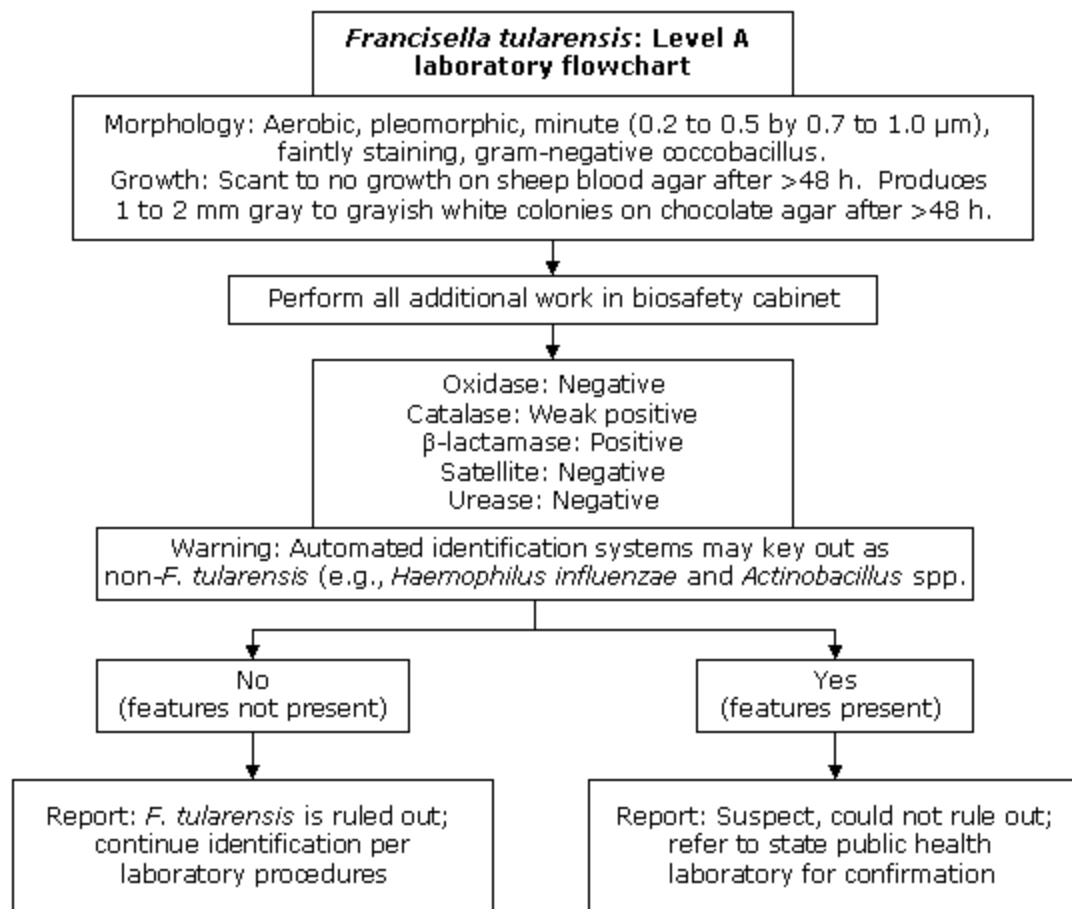 Francisella tularensis: Level A
laboratory flowchart
Morphology: Aerobic, pleomorphic, minute (0.2 to 0.5 by 0.7 to 1.0 µm),
faintly staining, gram-negative coccobacillus.
Growth: Scant to no growth on sheep blood agar after >48 h. Produces
1 to 2 mm gray to grayish white colonies on chocolate agar after >48 h.
Perform all additional work in biosafety cabinet
Oxidase: Negative
Catalase: Weak positive
β-lactamase: Positive
Satellite: Negative
Urease: Negative
Warning: Automated identification systems may key out as
non-F. tularensis (e.g., Haemophilus influenzae and Actinobacillus spp.
No
(features not present)
Yes
(features present)
Report: F. tularensis is ruled out;
continue identification per
laboratory procedures
Report: Suspect, could not rule out;
refer to state public health
laboratory for confirmation